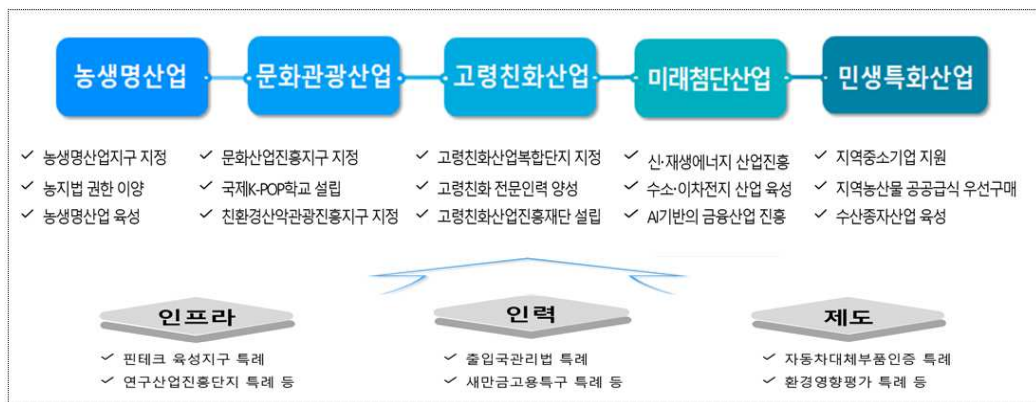 농생명산업
문화관광산업
고령친화산업
미래첨단산업
민생특화산업
농생명산업지구 지정
농지법 권한 이양
농생명산업 육성
문화산업진흥지구 지정
국제K-POP학교 설립
친환경산악관광진흥지구 지정
고령친화산업복합단지 지정
고령친화 전문인력 양성
고령친화산업진흥재단 설립
신·재생에너지 산업진흥
수소·이차전지 산업 육성
AI기반의 금융산업 진흥
지역중소기업 지원
지역농산물 공공급식 우선구매
수산종자산업 육성
인프라
핀테크 육성지구 특례
연구산업진흥단지 특례 등
인력
출입국관리법 특례
새만금고용특구 특례 등
제도
자동차대체부품인증 특례
환경영향평가 특례 등